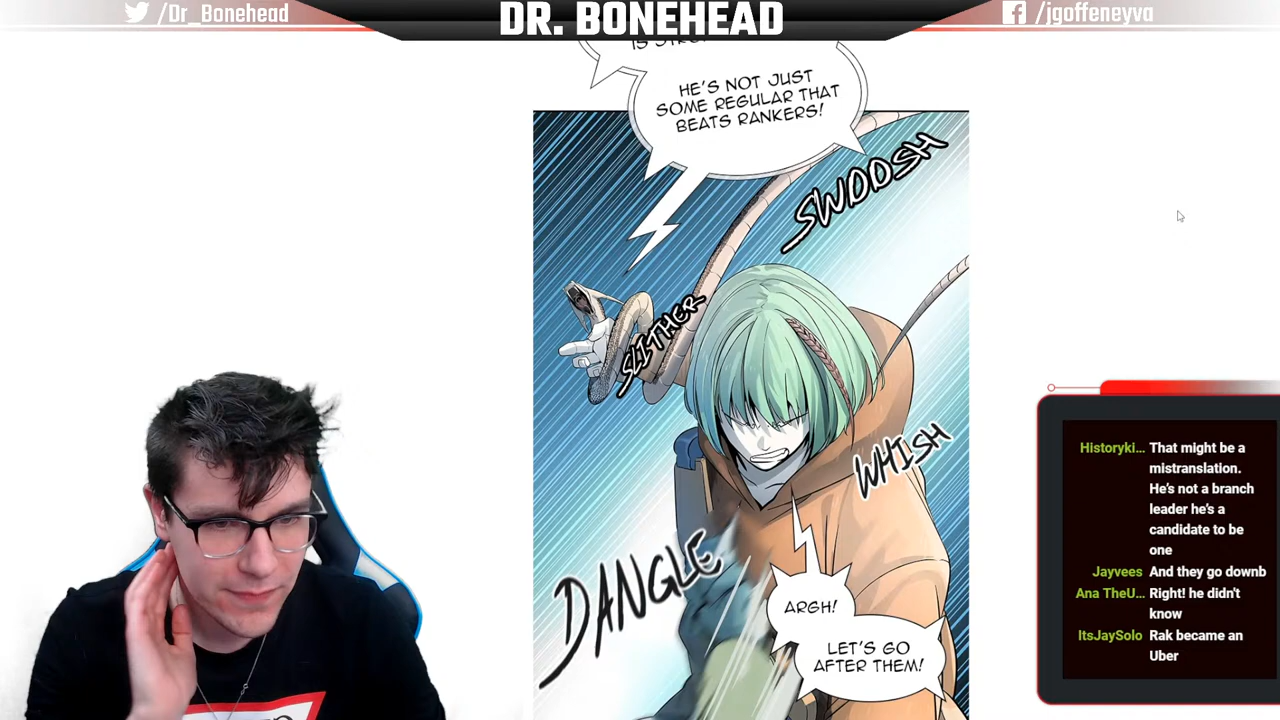 /Dr_Bonehead
DR. BONEHEAD
/jgoffeneyva
HE'S NOT JUST
SOME REGULAR THAT
BEATS RANKERS!
SWOOSH
SLITHER
WHISH
DANGLE
ARGH!
LET'S GO
AFTER THEM!
Historyki... That might be a
mistranslation.
He's not a branch
leader he's a
candidate to be
one
Jayvees And they go downb
Ana TheU... Right! he didn't
know
ItsJaySolo Rak became an
Uber